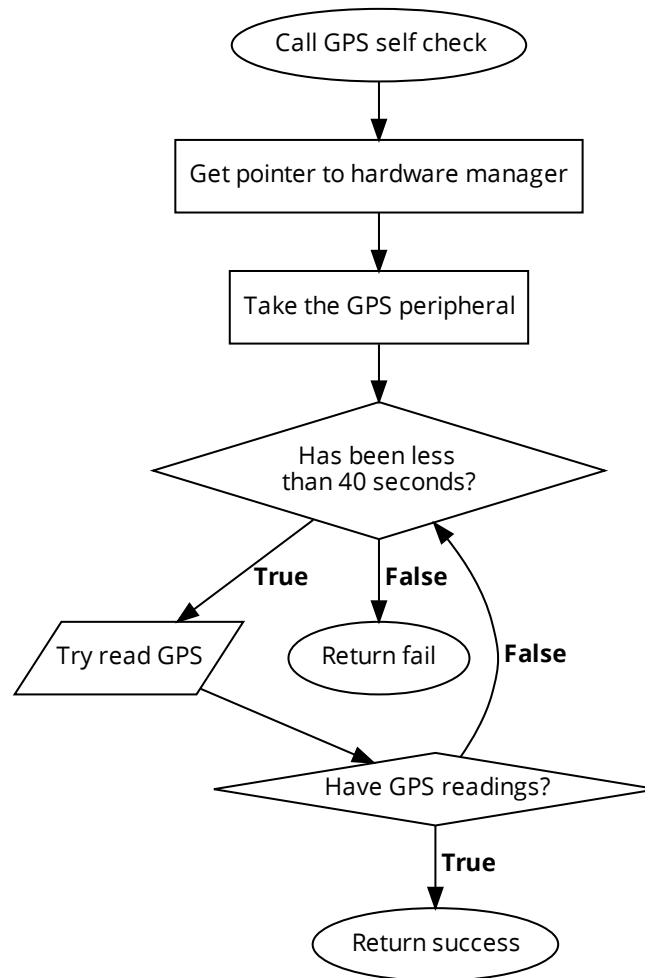 Call GPS self check
Get pointer to hardware manager
Take the GPS peripheral
Has been less
than 40 seconds?
True
False
Try read GPS
Return fail
False
Have GPS readings?
True
Return success